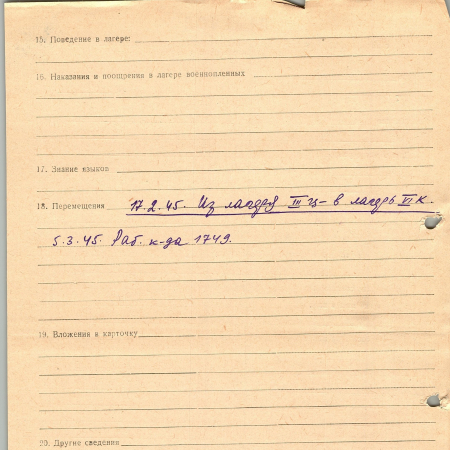 15. Поведение в лагере:
16. Наказания и поощрения в лагере военнопленных
17. Знание языков
18. Перемещения 17.2.45. Из лагеря III ц – в лагерь VI К.
5.3.45. Раб. к-да 1749.
19. Вложения в карточку
20. Другие сведения